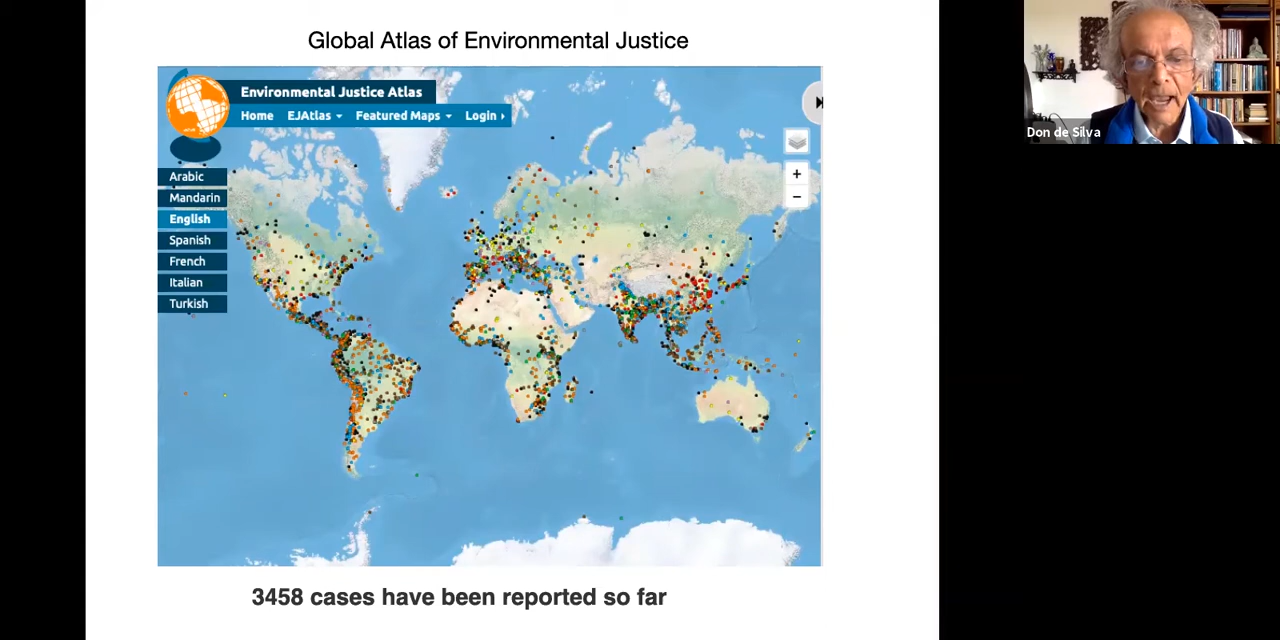 Global Atlas of Environmental Justice
Environmental Justice Atlas
Home EJAtlas Featured Maps Login
Arabic
Mandarin
English
Spanish
French
Italian
Turkish
+
−
3458 cases have been reported so far
Don de Silva